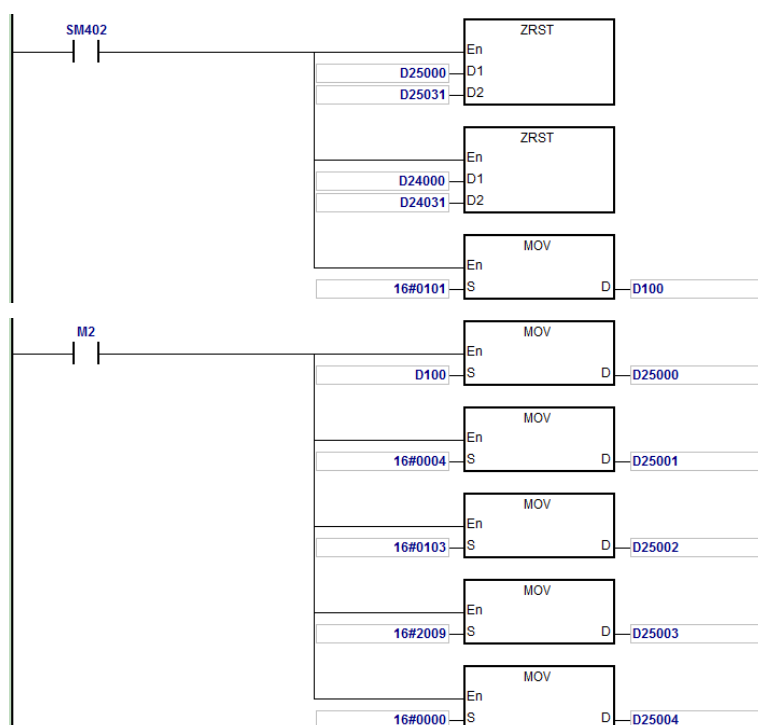 SM402
ZRST
En
D25000 D1
D25031 D2
ZRST
En
D24000 D1
D24031 D2
MOV
En
16#0101 S D D100
M2
MOV
En
D100 S D D25000
MOV
En
16#0004 S D D25001
MOV
En
16#0103 S D D25002
MOV
En
16#2009 S D D25003
MOV
En
16#0000 S D D25004